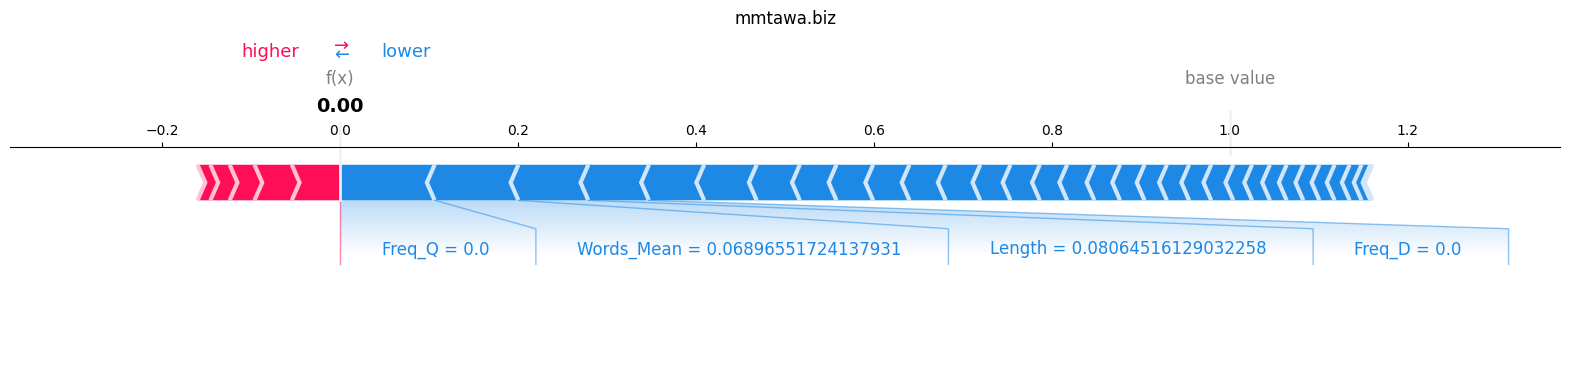 mmtawa.biz
higher → ← lower
f(x) base value
0.00
−0.2 0.0 0.2 0.4 0.6 0.8 1.0 1.2
Freq_Q = 0.0 Words_Mean = 0.06896551724137931 Length = 0.08064516129032258 Freq_D = 0.0